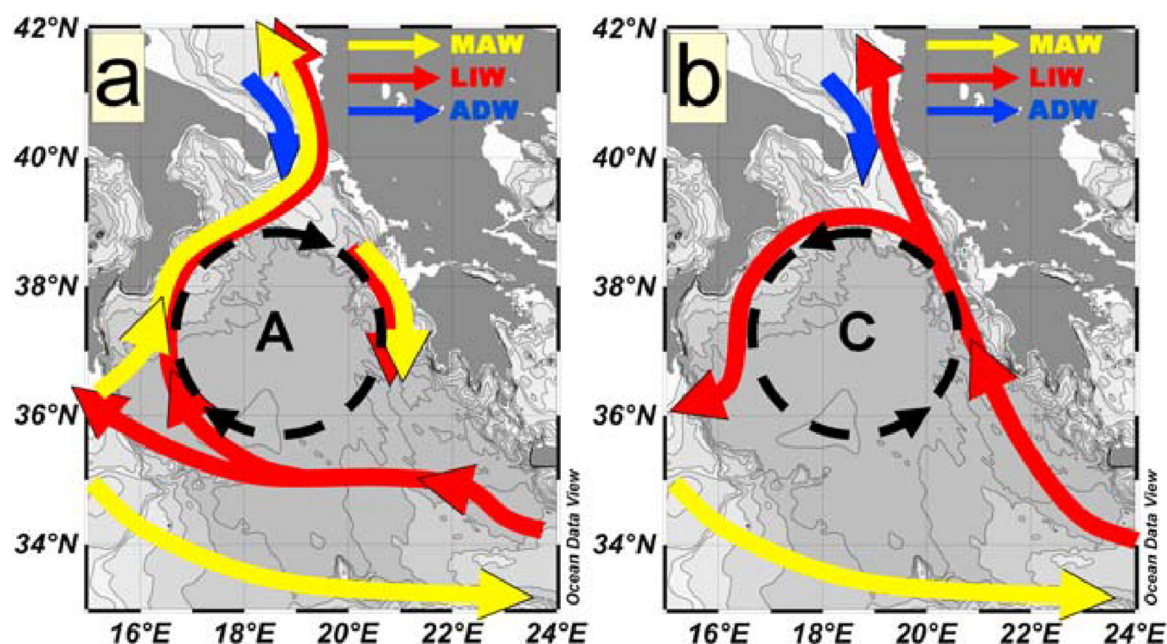 42°N
40°N
38°N
36°N
34°N
a
MAW
LIW
ADW
A
16°E 18°E 20°E 22°E 24°E
Ocean Data View
42°N
40°N
38°N
36°N
34°N
b
MAW
LIW
ADW
C
16°E 18°E 20°E 22°E 24°E
Ocean Data View